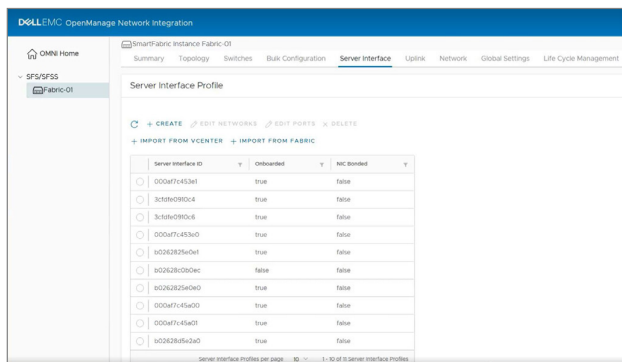 DELLEMC OpenManage Network Integration
OMNI Home
SFS/SFSS
Fabric-01
SmartFabric Instance Fabric-01
Summary Topology Switches Bulk Configuration Server Interface Uplink Network Global Settings Life Cycle Management
Server Interface Profile
+ CREATE EDIT NETWORKS EDIT PORTS × DELETE
+ IMPORT FROM VCENTER + IMPORT FROM FABRIC
Server Interface ID Onboarded NIC Bonded
000af7c453e1 true false
3cfdfe0910c4 true false
3cfdfe0910c6 true false
000af7c453e0 true false
b0262825e0e1 true false
b02628c0b0ec false false
b0262825e0e0 true false
000af7c45a00 true false
000af7c45a01 true false
b02628d5e2a0 true false
Server Interface Profiles per page 10 1 - 10 of 11 Server Interface Profiles